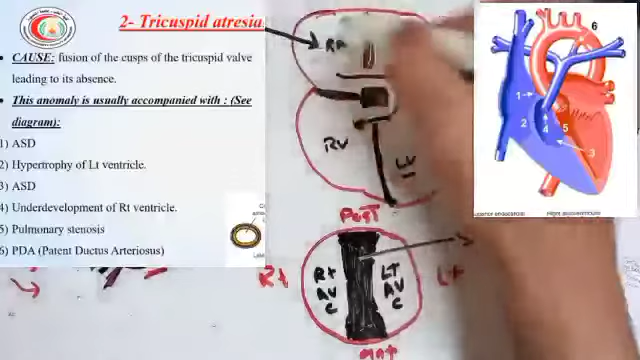 2- Tricuspid atresia
• CAUSE: fusion of the cusps of the tricuspid valve
leading to its absence.
• This anomaly is usually accompanied with : (See
diagram):
1) ASD
2) Hypertrophy of Lt ventricle.
3) ASD
4) Underdevelopment of Rt ventricle.
5) Pulmonary stenosis
6) PDA (Patent Ductus Arteriosus)
RA
RV
LV
Post
Rt
Rt
AV
C
LT
AV
C
Lt
6
1
2
4
5
3